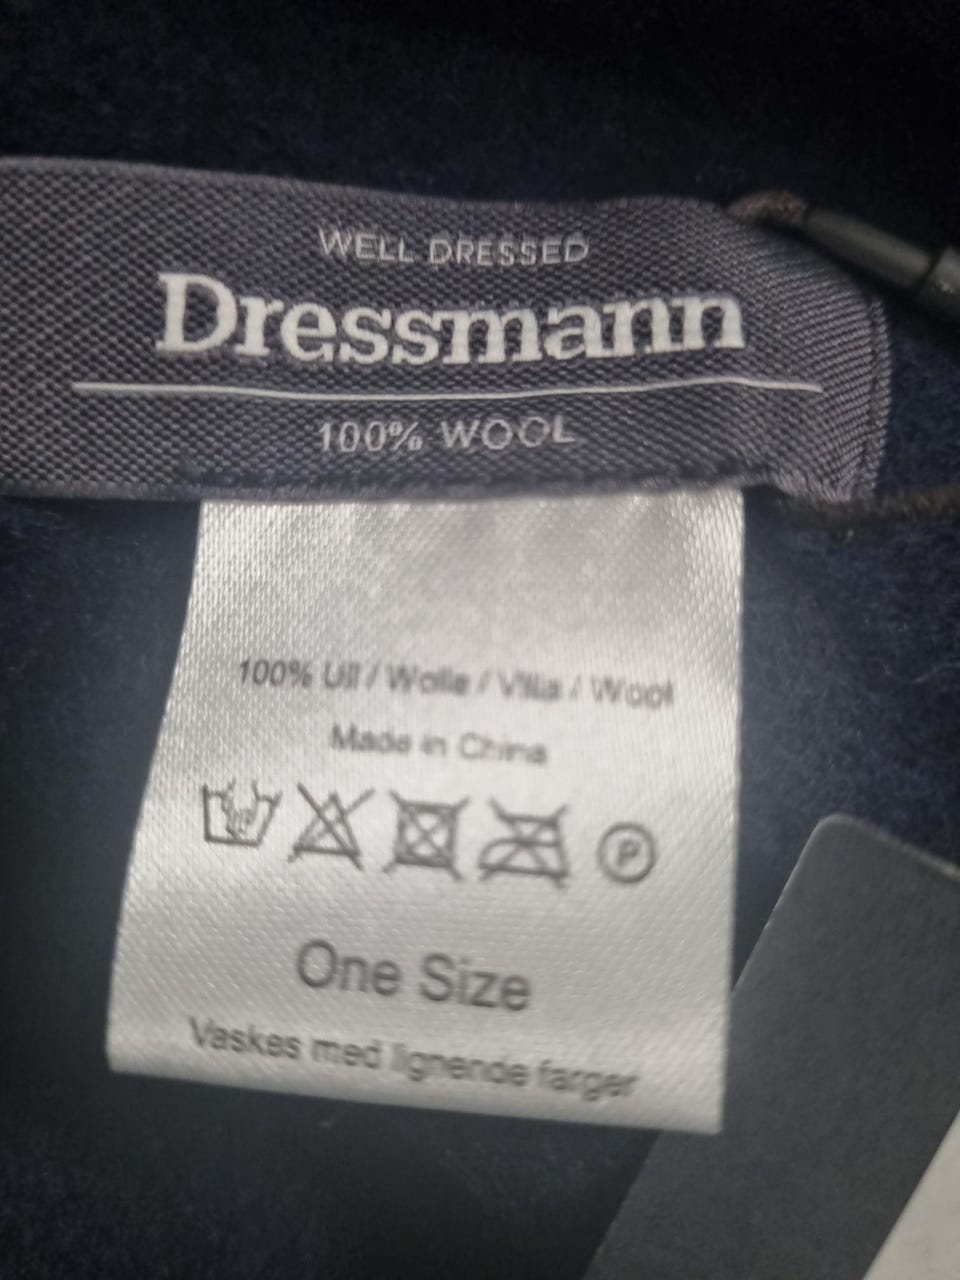 WELL DRESSED
Dressmann
100% WOOL
100% Ull / Wolle / Villa / Wool
Made in China
P
One Size
Vaskes med lignende farger